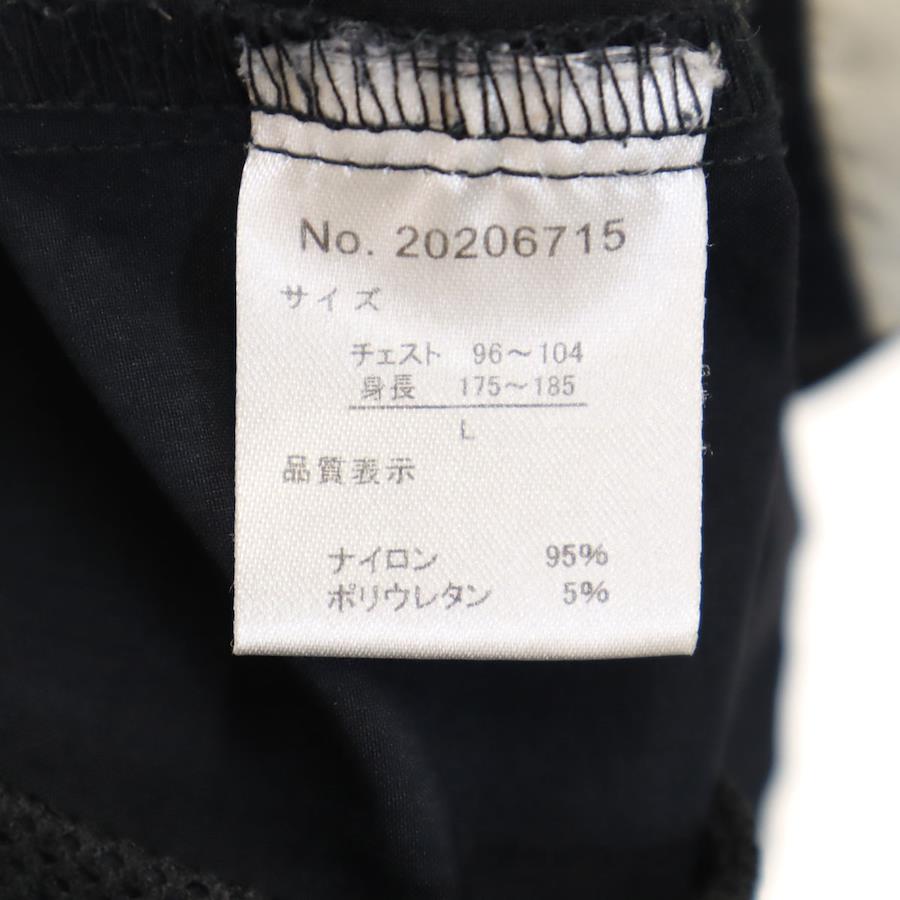 No. 20206715
サイズ
チェスト 96～104
身長 175～185
L
品質表示
ナイロン 95%
ポリウレタン 5%